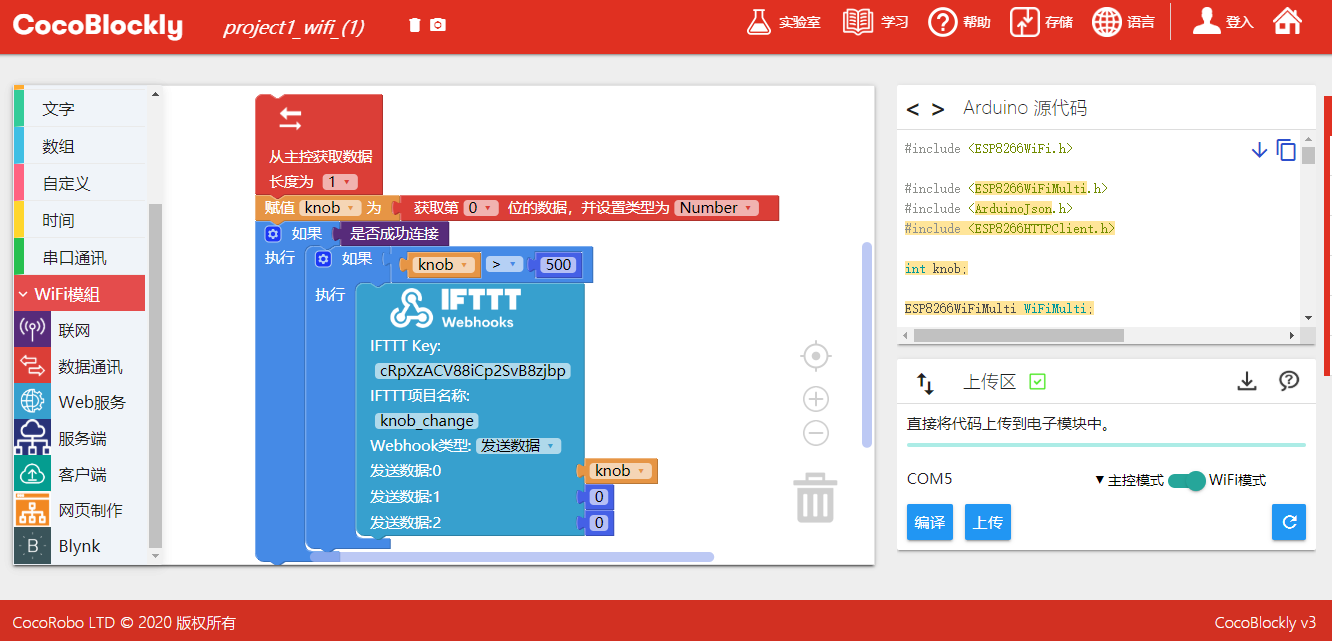 CocoBlockly project1_wifi_(1) 实验室 学习 帮助 存储 语言 登入
文字
数组
自定义
时间
串口通讯
WiFi模組
联网
数据通讯
Web服务
服务端
客户端
网页制作
B Blynk
从主控获取数据
长度为 1
赋值 knob 为 获取第 0 位的数据，并设置类型为 Number
如果 是否成功连接
执行 如果 knob > 500
执行 IFTTT
Webhooks
IFTTT Key:
cRpXzACV88iCp2SvB8zjbp
IFTTT项目名称:
knob_change
Webhook类型: 发送数据
发送数据:0 knob
发送数据:1 0
发送数据:2 0
< > Arduino 源代码
#include <ESP8266WiFi.h>
#include <ESP8266WiFiMulti.h>
#include <ArduinoJson.h>
#include <ESP8266HTTPClient.h>
int knob;
ESP8266WiFiMulti WiFiMulti;
上传区
直接将代码上传到电子模块中。
COM5 主控模式 WiFi模式
编译 上传
CocoRobo LTD © 2020 版权所有 CocoBlockly v3